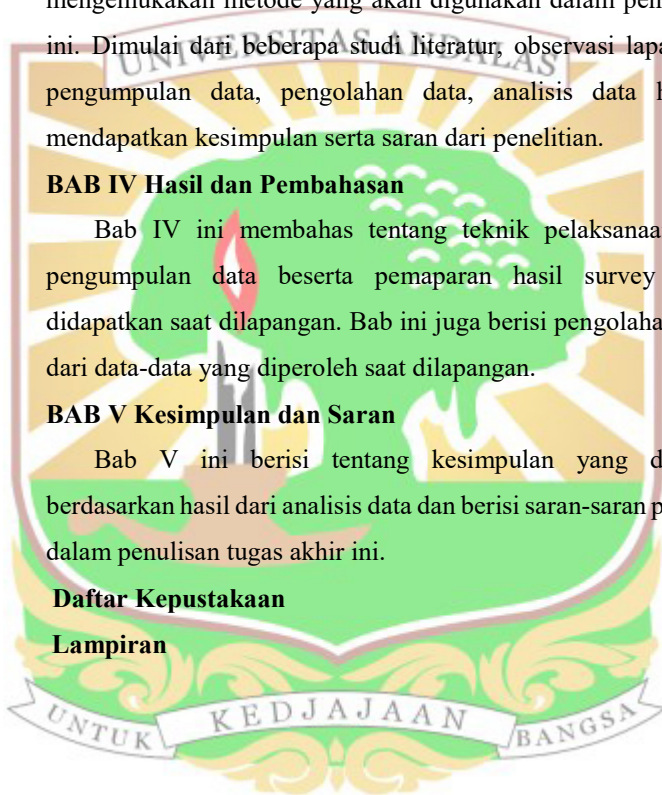 mengemukakan metode yang akan digunakan dalam
ini. Dimulai dari beberapa studi literatur, observasi
UNIVERSITAS ANDALAS
pengumpulan data, pengolahan data, analisis data
mendapatkan kesimpulan serta saran dari penelitian.
BAB IV Hasil dan Pembahasan
Bab IV ini membahas tentang teknik
pengumpulan data beserta pemaparan hasil survey
didapatkan saat dilapangan. Bab ini juga berisi
dari data-data yang diperoleh saat dilapangan.
BAB V Kesimpulan dan Saran
Bab V ini berisi tentang kesimpulan yang
berdasarkan hasil dari analisis data dan berisi saran-saran
dalam penulisan tugas akhir ini.
Daftar Kepustakaan
Lampiran
UNTUK KEDJAJAAN BANGSA